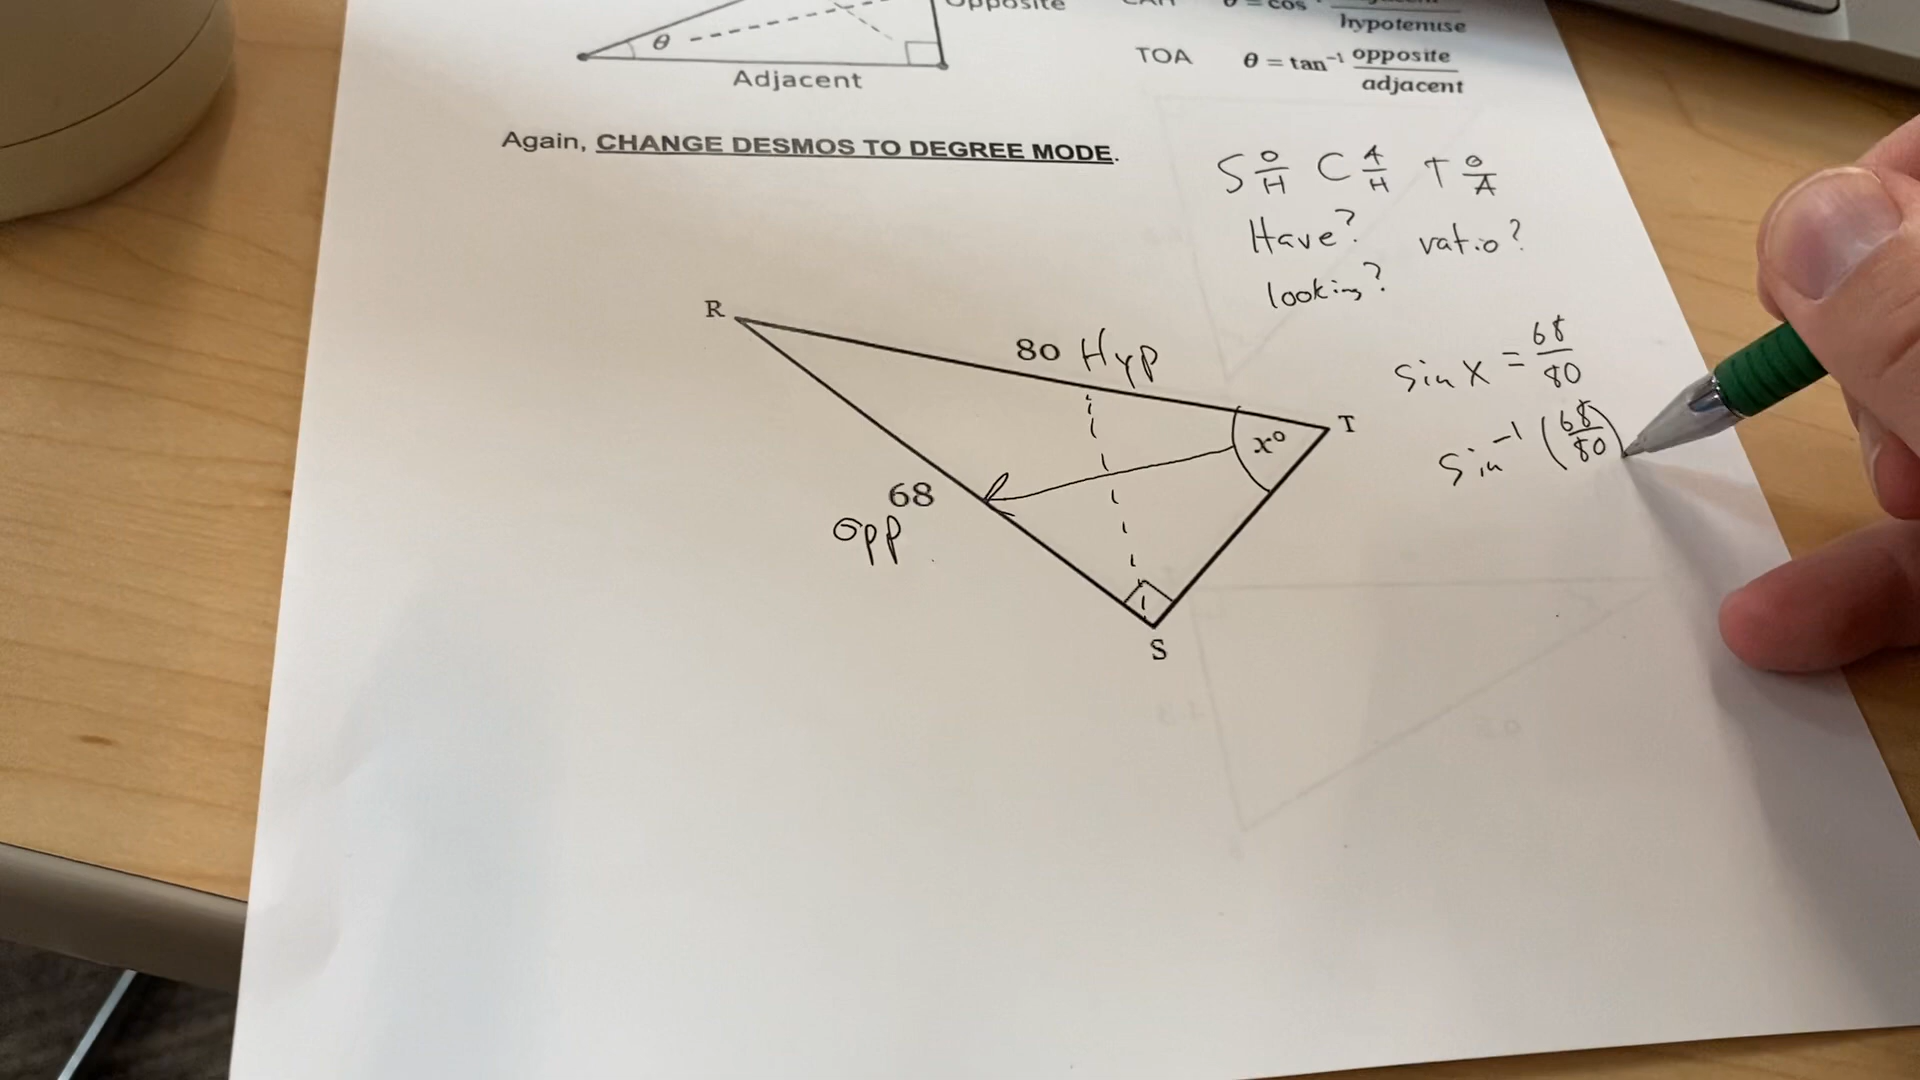 Opposite
θ
Adjacent
θ = cos
hypotenuse
TOA θ = tan⁻¹ opposite
adjacent
Again, CHANGE DESMOS TO DEGREE MODE.
S O/H C A/H T O/A
Have? ratio?
looking?
R
80 Hyp
T
x°
68
Opp
S
sin x = 68/80
sin⁻¹ (68/80)